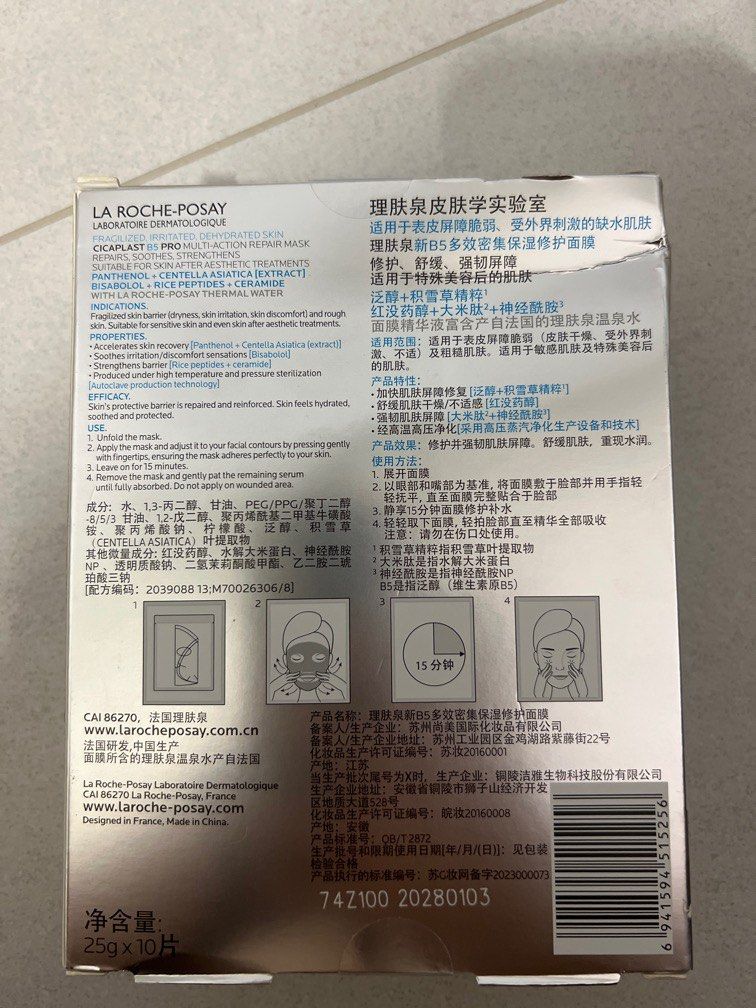 LA ROCHE-POSAY
LABORATOIRE DERMATOLOGIQUE
FRAGILIZED, IRRITATED, DEHYDRATED SKIN
CICAPLAST B5 PRO MULTI-ACTION REPAIR MASK
REPAIRS, SOOTHES, STRENGTHENS
SUITABLE FOR SKIN AFTER AESTHETIC TREATMENTS
PANTHENOL + CENTELLA ASIATICA [EXTRACT]
BISABOLOL + RICE PEPTIDES + CERAMIDE
WITH LA ROCHE-POSAY THERMAL WATER
INDICATIONS.
Fragilized skin barrier (dryness, skin irritation, skin discomfort) and rough
skin. Suitable for sensitive skin and even skin after aesthetic treatments.
PROPERTIES.
• Accelerates skin recovery [Panthenol + Centella Asiatica (extract)]
• Soothes irritation/discomfort sensations [Bisabolol]
• Strengthens barrier [Rice peptides + ceramide]
• Produced under high temperature and pressure sterilization
[Autoclave production technology]
EFFICACY.
Skin's protective barrier is repaired and reinforced. Skin feels hydrated,
soothed and protected.
USE.
1. Unfold the mask.
2. Apply the mask and adjust it to your facial contours by pressing gently
with fingertips, ensuring the mask adheres perfectly to your skin.
3. Leave on for 15 minutes.
4. Remove the mask and gently pat the remaining serum
until fully absorbed. Do not apply on wounded area.
成分：水、1,3-丙二醇、甘油、PEG/PPG/聚丁二醇
-8/5/3 甘油、1,2-戊二醇、聚丙烯酰基二甲基牛磺酸
铵、聚丙烯酸钠、柠檬酸、泛醇、积雪草
(CENTELLA ASIATICA) 叶提取物
其他微量成分：红没药醇、水解大米蛋白、神经酰胺
NP 、透明质酸钠、二氢茉莉酮酸甲酯、乙二胺二琥
珀酸三钠
[配方编码：2039088 13;M70026306/8]
理肤泉皮肤学实验室
适用于表皮屏障脆弱、受外界刺激的缺水肌肤
理肤泉新B5多效密集保湿修护面膜
修护、舒缓、强韧屏障
适用于特殊美容后的肌肤
泛醇+积雪草精粹¹
红没药醇+大米肽²+神经酰胺³
面膜精华液富含产自法国的理肤泉温泉水
适用范围：适用于表皮屏障脆弱（皮肤干燥、受外界刺
激、不适）及粗糙肌肤。适用于敏感肌肤及特殊美容后
的肌肤。
产品特性：
• 加快肌肤屏障修复 [泛醇+积雪草精粹¹]
• 舒缓肌肤干燥/不适感 [红没药醇]
• 强韧肌肤屏障 [大米肽²+神经酰胺³]
• 经高温高压净化[采用高压蒸汽净化生产设备和技术]
产品效果：修护并强韧肌肤屏障。舒缓肌肤，重现水润。
使用方法：
1. 展开面膜
2. 以眼部和嘴部为基准，将面膜敷于脸部并用手指轻
轻抚平，直至面膜完整贴合于脸部
3. 静享15分钟面膜修护补水
4. 轻轻取下面膜，轻拍脸部直至精华全部吸收
注意：请勿在伤口处使用。
¹ 积雪草精粹指积雪草叶提取物
² 大米肽是指水解大米蛋白
³ 神经酰胺是指神经酰胺NP
B5是指泛醇（维生素原B5）
1
2
3
15 分钟
4
CAI 86270，法国理肤泉
www.larocheposay.com.cn
法国研发,中国生产
面膜所含的理肤泉温泉水产自法国
La Roche-Posay Laboratoire Dermatologique
CAI 86270 La Roche-Posay, France
www.laroche-posay.com
Designed in France, Made in China.
产品名称：理肤泉新B5多效密集保湿修护面膜
备案人/生产企业：苏州尚美国际化妆品有限公司
备案人/生产企业地址：苏州工业园区金鸡湖路紫藤街22号
化妆品生产许可证编号：苏妆20160001
产地：江苏
当生产批次尾号为X时，生产企业：铜陵洁雅生物科技股份有限公司
生产企业地址：安徽省铜陵市狮子山经济开发
区地质大道528号
化妆品生产许可证编号：皖妆20160008
产地：安徽
产品标准号：QB/T 2872
生产批号和限期使用日期[年/月/(日)]：见包装
检验合格
产品执行的标准编号：苏G妆网备字2023000073
74Z100 20280103
6 941594 515256
净含量:
25g x 10片